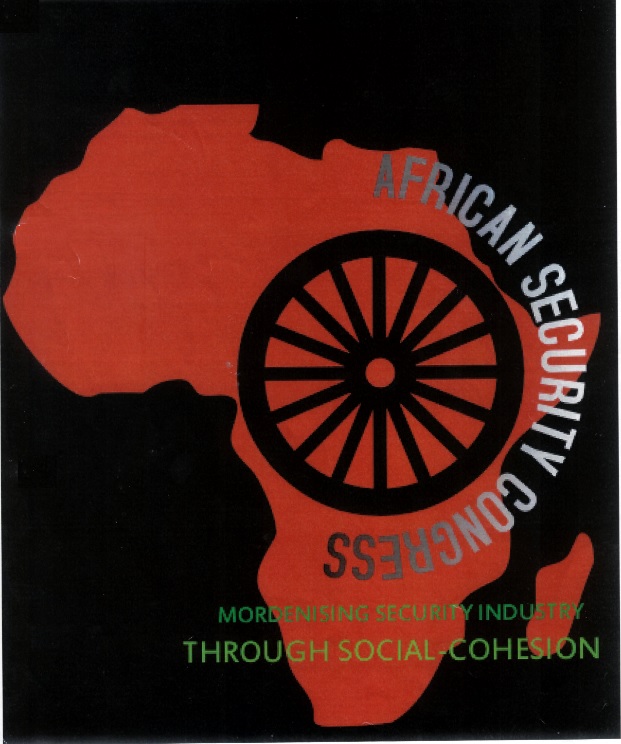 AFRICAN SECURITY CONGRESS
MORDENISING SECURITY INDUSTRY
THROUGH SOCIAL-COHESION